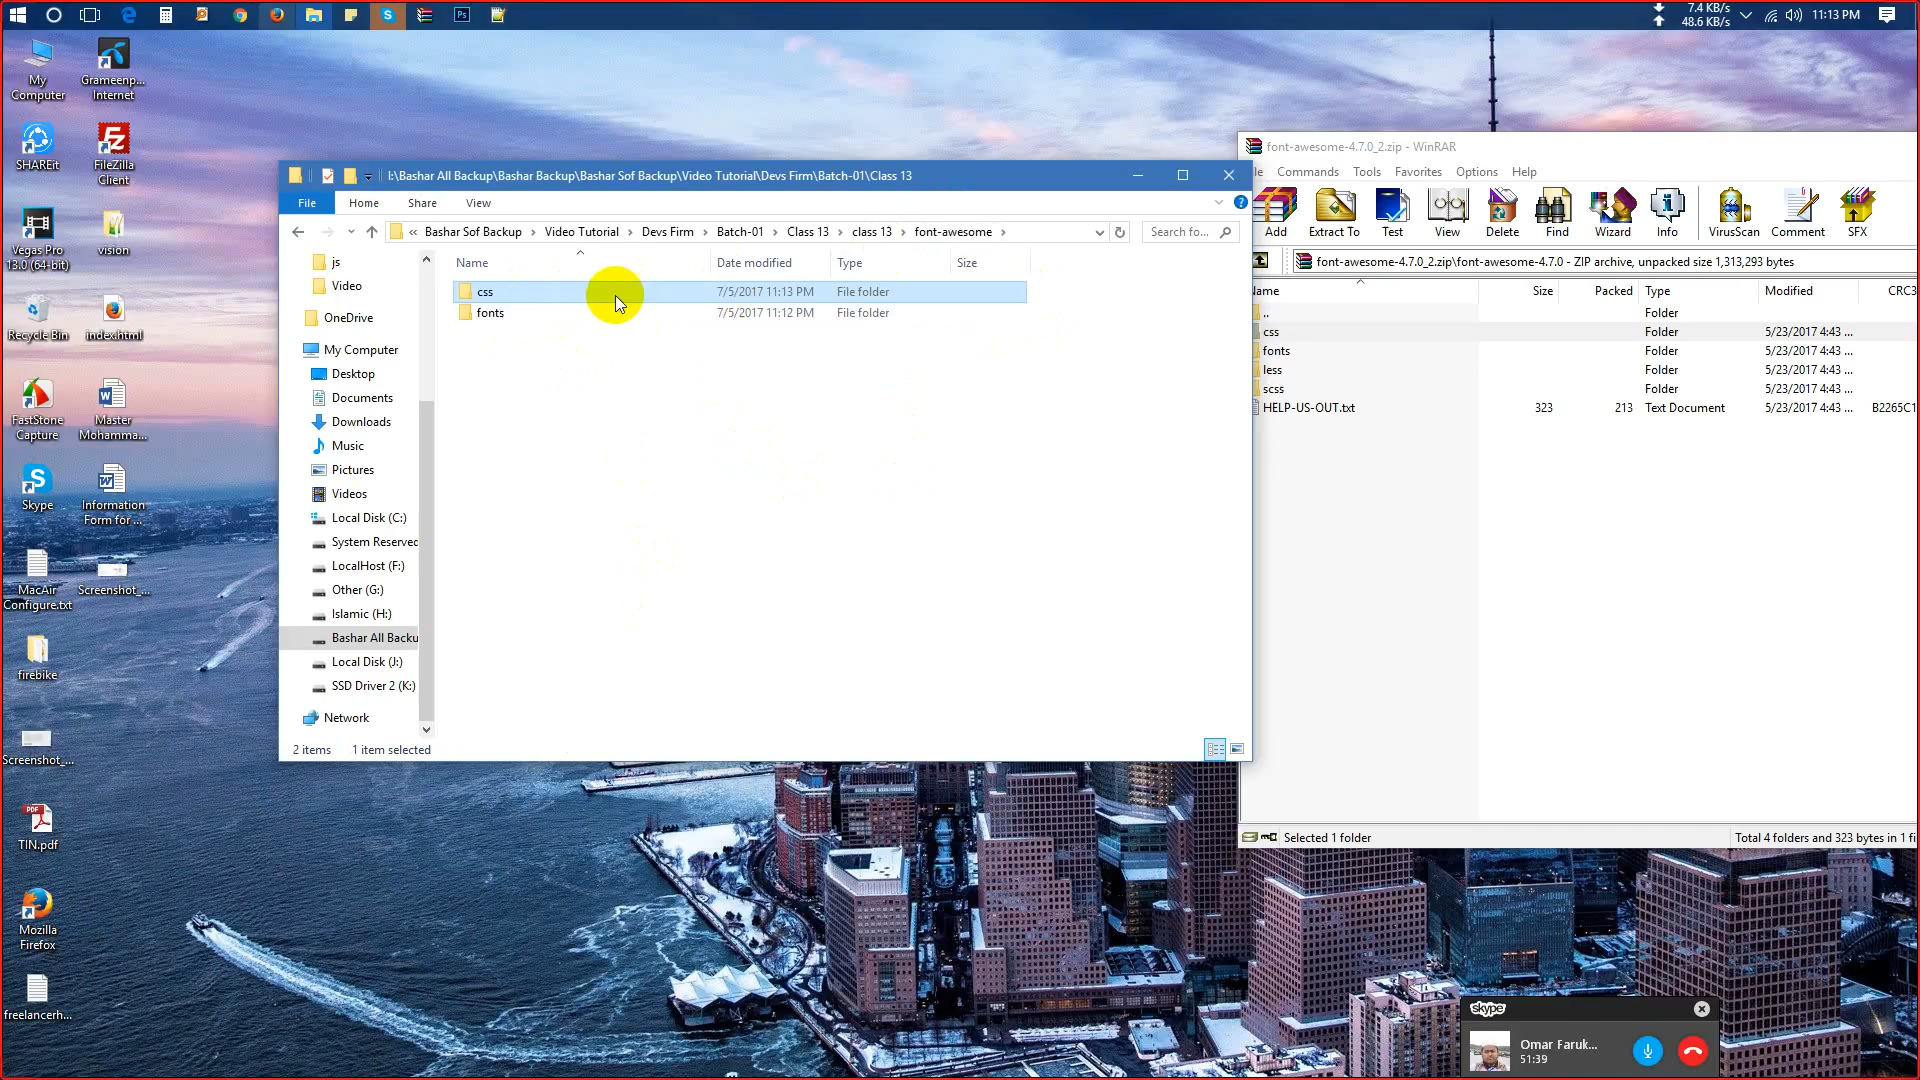 7.4 KB/s
48.6 KB/s
11:13 PM
My Computer
Grameenp... Internet
SHAREit
FileZilla Client
Vegas Pro 13.0 (64-bit)
vision
Recycle Bin
index.html
FastStone Capture
Master Mohamma...
Skype
Information Form for ...
MacAir Configure.txt
Screenshot_...
firebike
Screenshot_...
TIN.pdf
Mozilla Firefox
freelancerh...
I:\Bashar All Backup\Bashar Backup\Bashar Sof Backup\Video Tutorial\Devs Firm\Batch-01\Class 13
File Home Share View
« Bashar Sof Backup › Video Tutorial › Devs Firm › Batch-01 › Class 13 › class 13 › font-awesome ›
Search fo...
js
Video
OneDrive
My Computer
Desktop
Documents
Downloads
Music
Pictures
Videos
Local Disk (C:)
System Reserved
LocalHost (F:)
Other (G:)
Islamic (H:)
Bashar All Backu
Local Disk (J:)
SSD Driver 2 (K:)
Network
Name Date modified Type Size
css 7/5/2017 11:13 PM File folder
fonts 7/5/2017 11:12 PM File folder
2 items 1 item selected
font-awesome-4.7.0_2.zip - WinRAR
Commands Tools Favorites Options Help
Add Extract To Test View Delete Find Wizard Info VirusScan Comment SFX
font-awesome-4.7.0_2.zip\font-awesome-4.7.0 - ZIP archive, unpacked size 1,313,293 bytes
Name Size Packed Type Modified CRC3
.. Folder
css Folder 5/23/2017 4:43 ...
fonts Folder 5/23/2017 4:43 ...
less Folder 5/23/2017 4:43 ...
scss Folder 5/23/2017 4:43 ...
HELP-US-OUT.txt 323 213 Text Document 5/23/2017 4:43 ... B2265C1
Selected 1 folder
Total 4 folders and 323 bytes in 1 fi
skype
Omar Faruk...
51:39